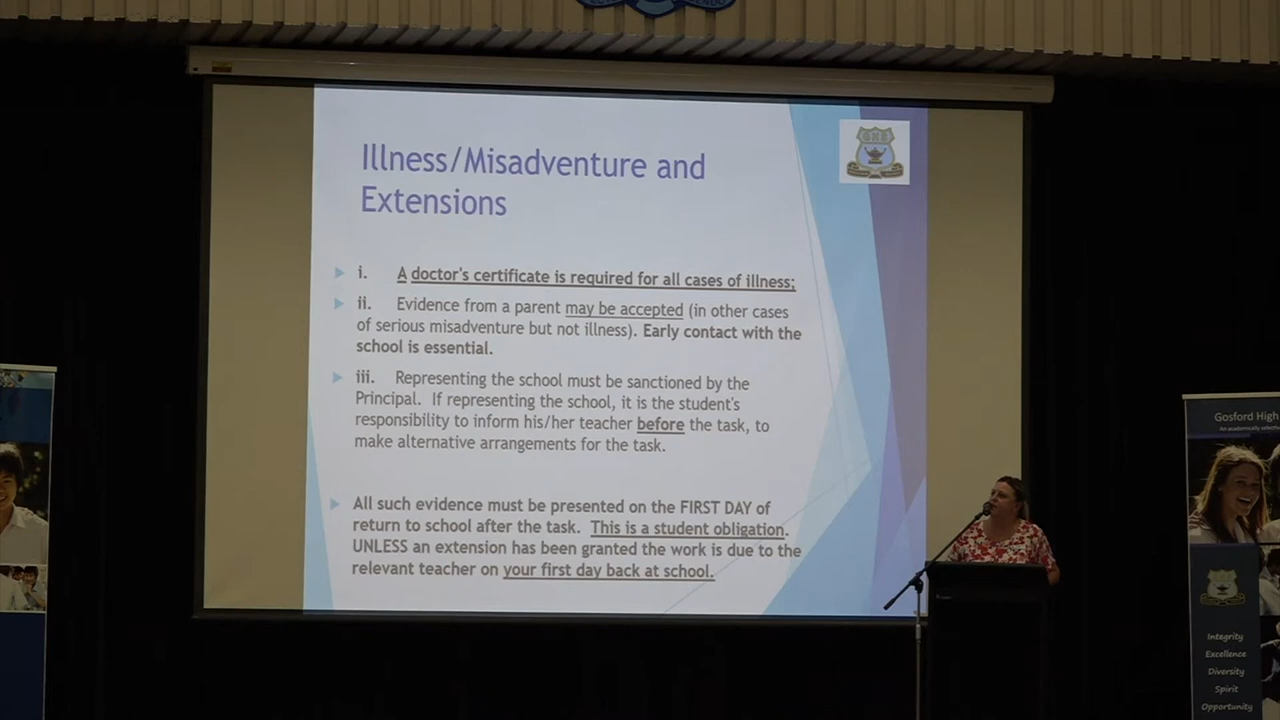 Illness/Misadventure and
Extensions
i. A doctor's certificate is required for all cases of illness;
ii. Evidence from a parent may be accepted (in other cases
of serious misadventure but not illness). Early contact with the
school is essential.
iii. Representing the school must be sanctioned by the
Principal. If representing the school, it is the student's
responsibility to inform his/her teacher before the task, to
make alternative arrangements for the task.
All such evidence must be presented on the FIRST DAY of
return to school after the task. This is a student obligation.
UNLESS an extension has been granted the work is due to the
relevant teacher on your first day back at school.
GHS
Gosford High
An academically
Integrity
Excellence
Diversity
Spirit
Opportunity